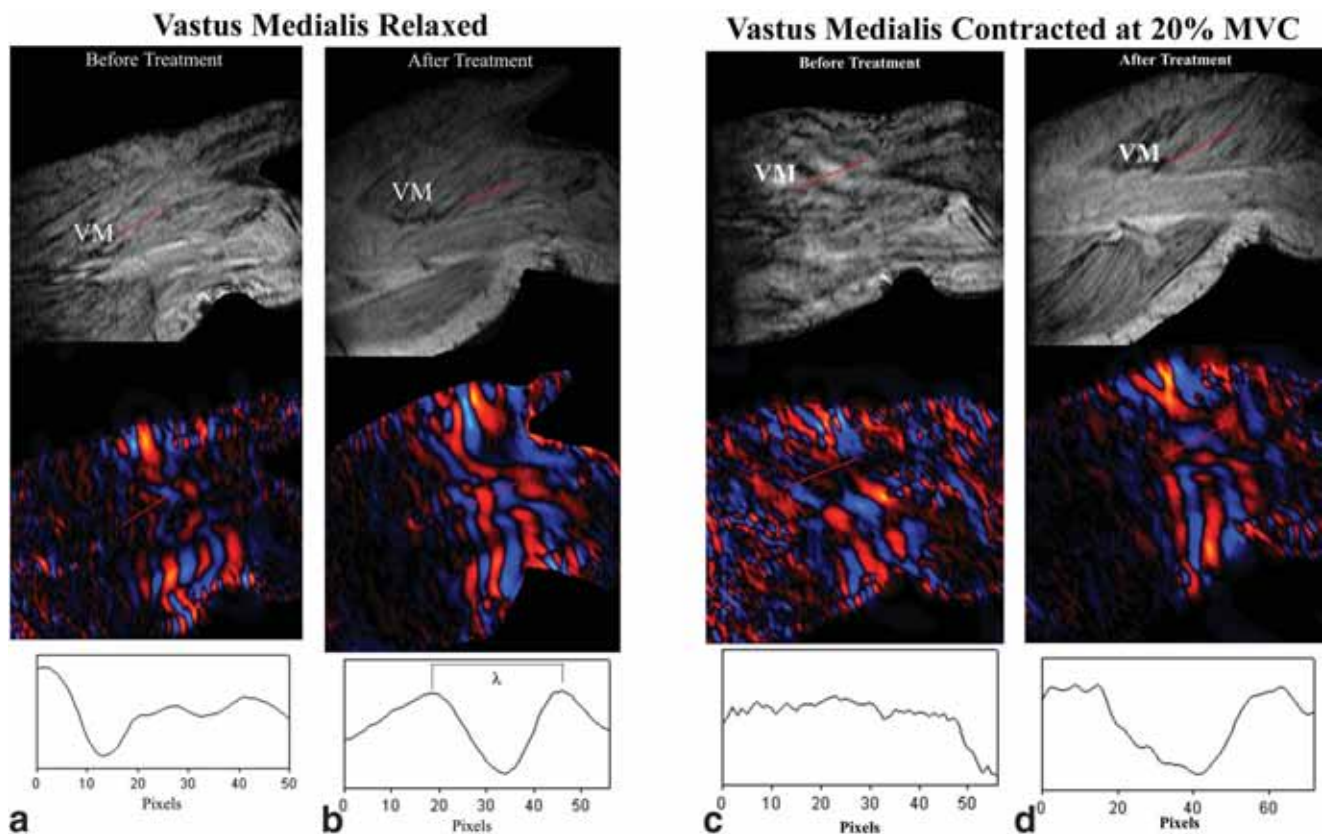 Vastus Medialis Relaxed
Vastus Medialis Contracted at 20% MVC
Before Treatment
After Treatment
Before Treatment
After Treatment
VM
VM
VM
VM
λ
0 10 20 30 40 50
Pixels
0 10 20 30 40 50
Pixels
0 10 20 30 40 50
Pixels
0 20 40 60
Pixels
a
b
c
d